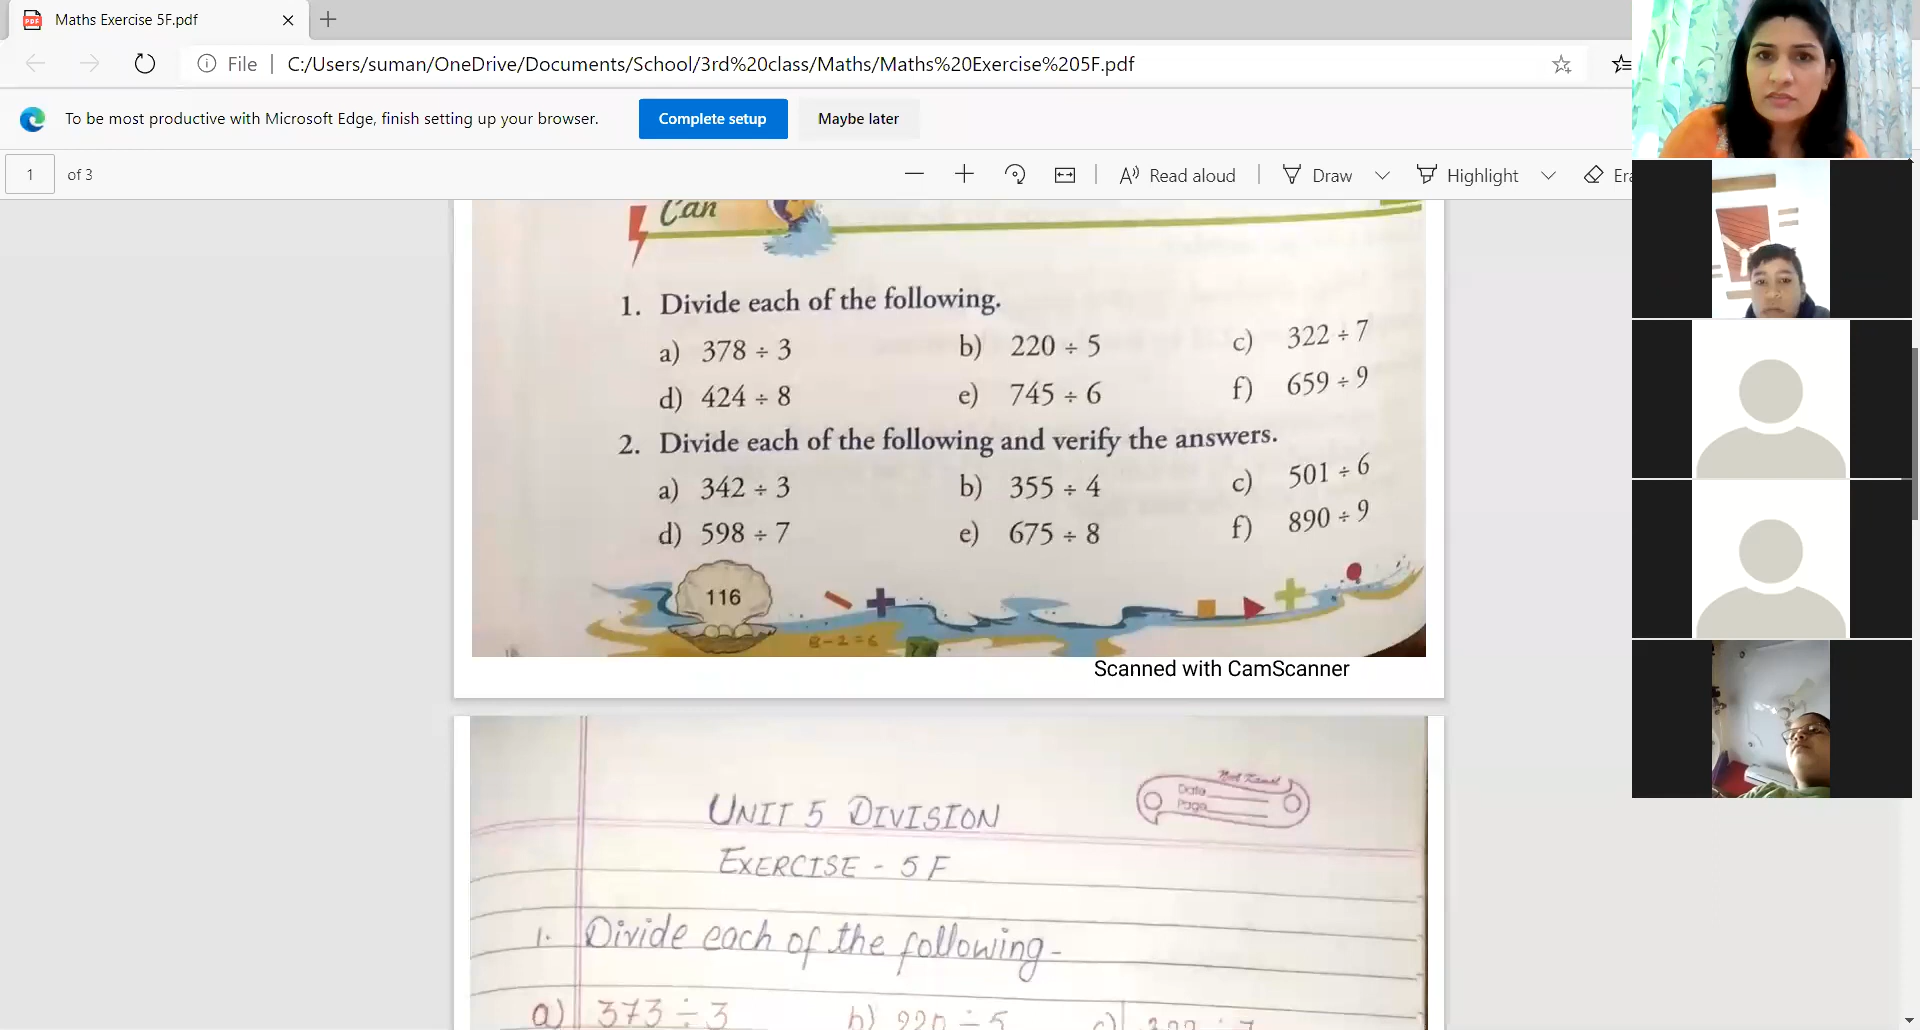 Maths Exercise 5F.pdf
File C:/Users/suman/OneDrive/Documents/School/3rd%20class/Maths/Maths%20Exercise%205F.pdf
To be most productive with Microsoft Edge, finish setting up your browser. Complete setup Maybe later
1 of 3 Read aloud Draw Highlight
Can
1. Divide each of the following.
a) 378 ÷ 3 b) 220 ÷ 5 c) 322 ÷ 7
d) 424 ÷ 8 e) 745 ÷ 6 f) 659 ÷ 9
2. Divide each of the following and verify the answers.
a) 342 ÷ 3 b) 355 ÷ 4 c) 501 ÷ 6
d) 598 ÷ 7 e) 675 ÷ 8 f) 890 ÷ 9
116
8-2=6
Scanned with CamScanner
Date
Page
UNIT 5 DIVISION
EXERCISE - 5 F
1. Divide each of the following -
a) 373 ÷ 3 b) 220 ÷ 5